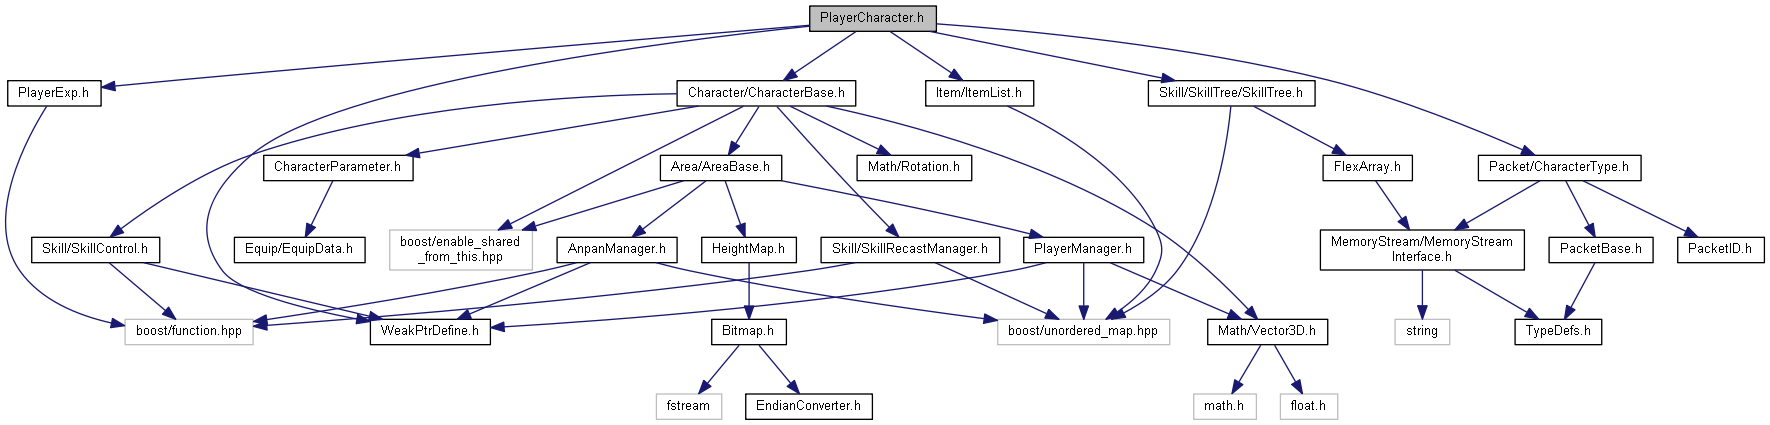 PlayerCharacter.h
PlayerExp.h
Character/CharacterBase.h
Item/ItemList.h
Skill/SkillTree/SkillTree.h
CharacterParameter.h
Area/AreaBase.h
Math/Rotation.h
FlexArray.h
Packet/CharacterType.h
Skill/SkillControl.h
Equip/EquipData.h
boost/enable_shared
_from_this.hpp
AnpanManager.h
HeightMap.h
Skill/SkillRecastManager.h
PlayerManager.h
MemoryStream/MemoryStream
Interface.h
PacketBase.h
PacketID.h
boost/function.hpp
WeakPtrDefine.h
Bitmap.h
boost/unordered_map.hpp
Math/Vector3D.h
string
TypeDefs.h
fstream
EndianConverter.h
math.h
float.h